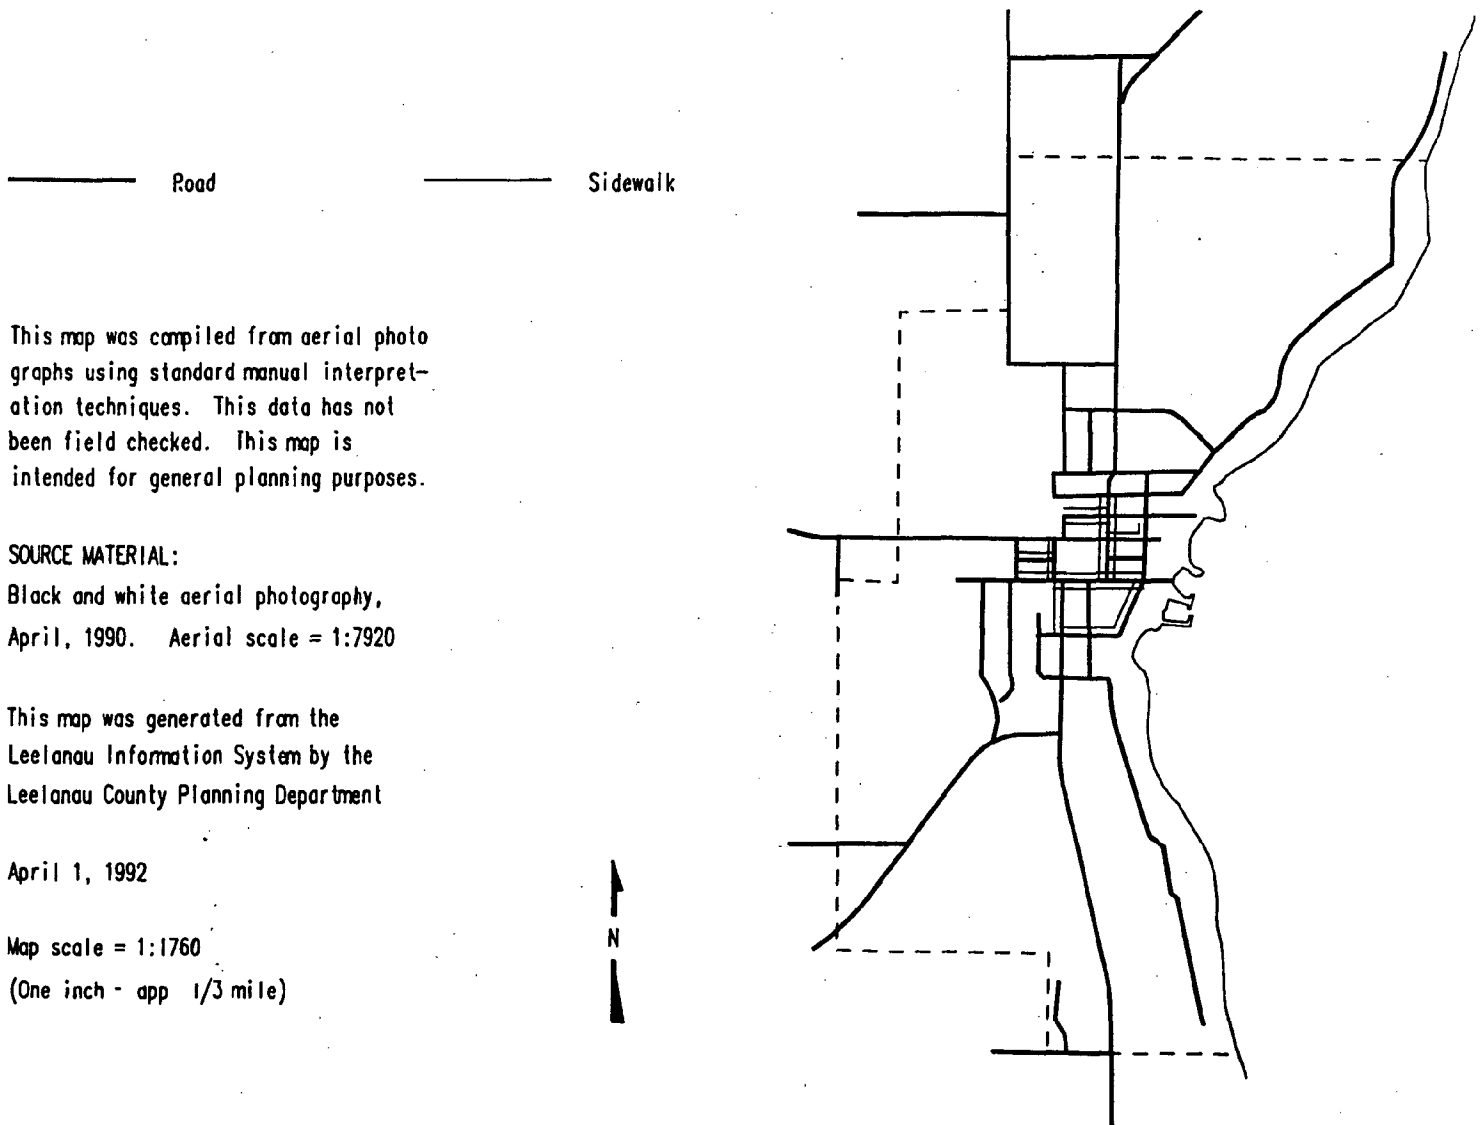 Road
Sidewalk
This map was compiled from aerial photo
graphs using standard manual interpret-
ation techniques. This data has not
been field checked. This map is
intended for general planning purposes.
SOURCE MATERIAL:
Black and white aerial photography,
April, 1990. Aerial scale = 1:7920
This map was generated from the
Leelanau Information System by the
Leelanau County Planning Department
April 1, 1992
Map scale = 1:1760
(One inch - app 1/3 mile)
N